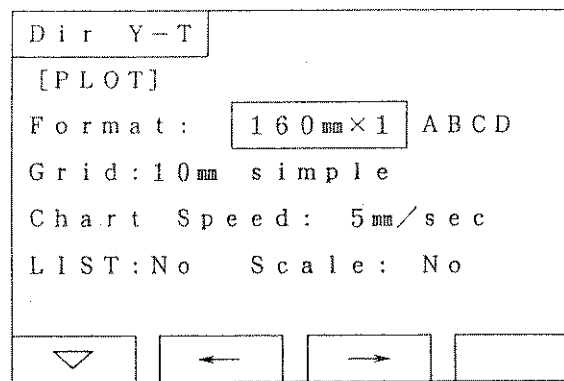 Dir Y-T
[PLOT]
Format: 160㎜×1 ABCD
Grid:10㎜ simple
Chart Speed: 5㎜/sec
LIST:No Scale: No
▽ ← →